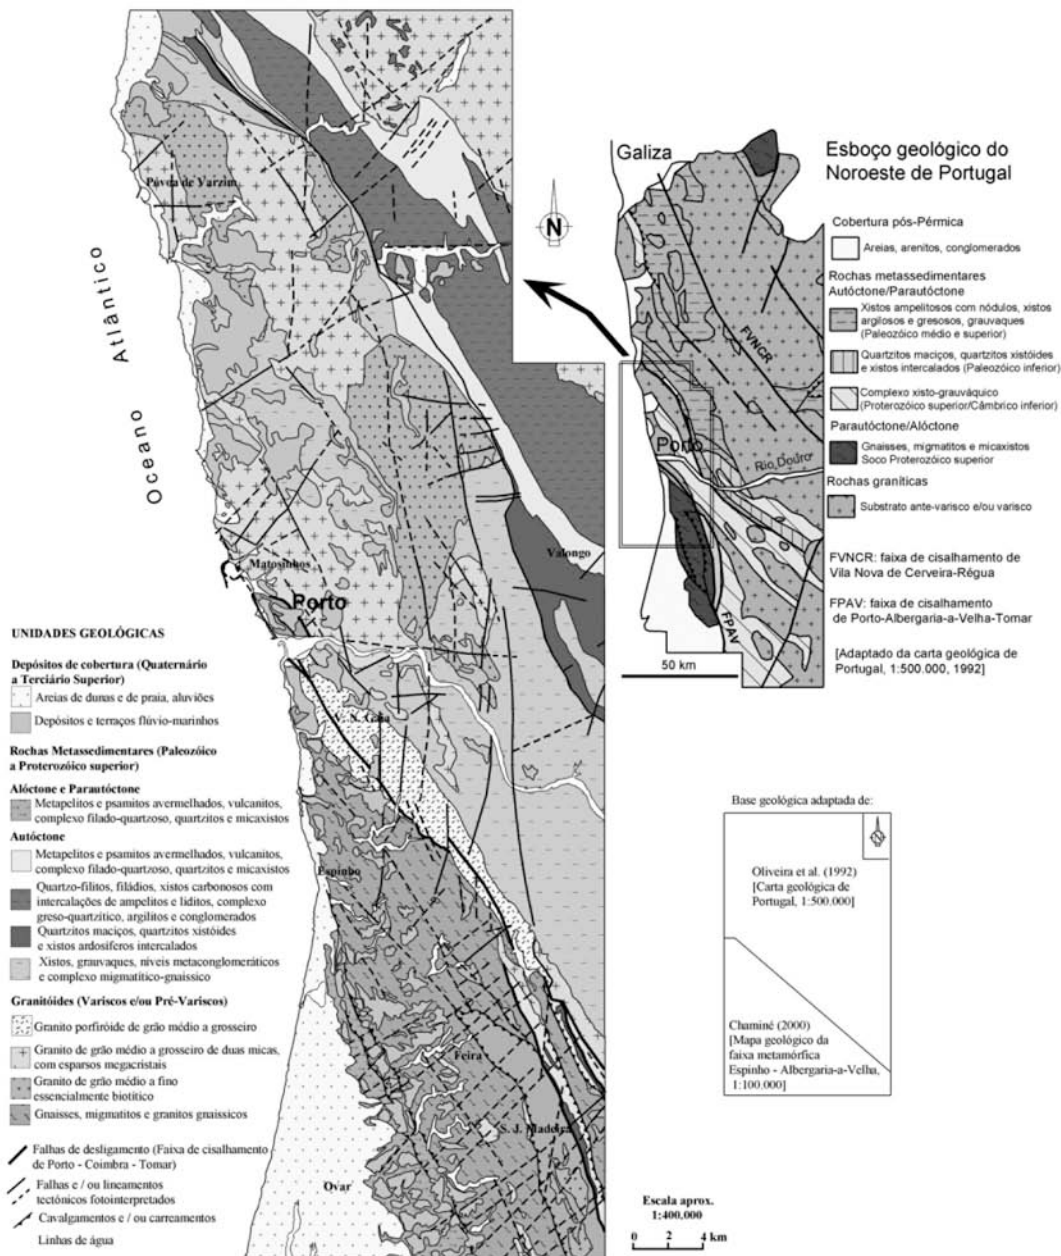 Galiza
Esboço geológico do
Noroeste de Portugal
Cobertura pós-Pérmica
Areias, arenitos, conglomerados
Rochas metassedimentares
Autóctone/Parautóctone
Xistos ampelitosos com nódulos, xistos
argilosos e gresosos, grauvaques
(Paleozóico médio e superior)
Quartzitos maciços, quartzitos xistóides
e xistos intercalados (Paleozóico inferior)
Complexo xisto-grauváquico
(Proterozóico superior/Câmbrico inferior)
Parautóctone/Alóctone
Gnaisses, migmatitos e micaxistos
Soco Proterozóico superior
Rochas graníticas
Substrato ante-varisco e/ou varisco
FVNCR: faixa de cisalhamento de
Vila Nova de Cerveira-Régua
FPAV: faixa de cisalhamento
de Porto-Albergaria-a-Velha-Tomar
[Adaptado da carta geológica de
Portugal, 1:500.000, 1992]
FVNCR
Porto
Rio Douro
FPAV
50 km
N
Oceano Atlântico
Póvoa de Varzim
Matosinhos
Porto
Valongo
V. N. Gaia
Espinho
Feira
S. J. Madeira
Ovar
UNIDADES GEOLÓGICAS
Depósitos de cobertura (Quaternário
a Terciário Superior)
Areias de dunas e de praia, aluviões
Depósitos e terraços flúvio-marinhos
Rochas Metassedimentares (Paleozóico
a Proterozóico superior)
Alóctone e Parautóctone
Metapelitos e psamitos avermelhados, vulcanitos,
complexo filado-quartzoso, quartzitos e micaxistos
Autóctone
Metapelitos e psamitos avermelhados, vulcanitos,
complexo filado-quartzoso, quartzitos e micaxistos
Quartzo-filitos, filádios, xistos carbonosos com
intercalações de ampelitos e liditos, complexo
greso-quartzítico, argilitos e conglomerados
Quartzitos maciços, quartzitos xistóides
e xistos ardosíferos intercalados
Xistos, grauvaques, níveis metaconglomeráticos
e complexo migmatítico-gnaissico
Granitóides (Variscos e/ou Pré-Variscos)
Granito porfiróide de grão médio a grosseiro
Granito de grão médio a grosseiro de duas micas,
com esparsos megacristais
Granito de grão médio a fino
essencialmente biotítico
Gnaisses, migmatitos e granitos gnaissicos
Falhas de desligamento (Faixa de cisalhamento
de Porto - Coimbra - Tomar)
Falhas e / ou lineamentos
tectónicos fotointerpretados
Cavalgamentos e / ou carreamentos
Linhas de água
Base geológica adaptada de:
N
Oliveira et al. (1992)
[Carta geológica de
Portugal, 1:500.000]
Chaminé (2000)
[Mapa geológico da
faixa metamórfica
Espinho - Albergaria-a-Velha,
1:100.000]
Escala aprox.
1:400,000
0 2 4 km